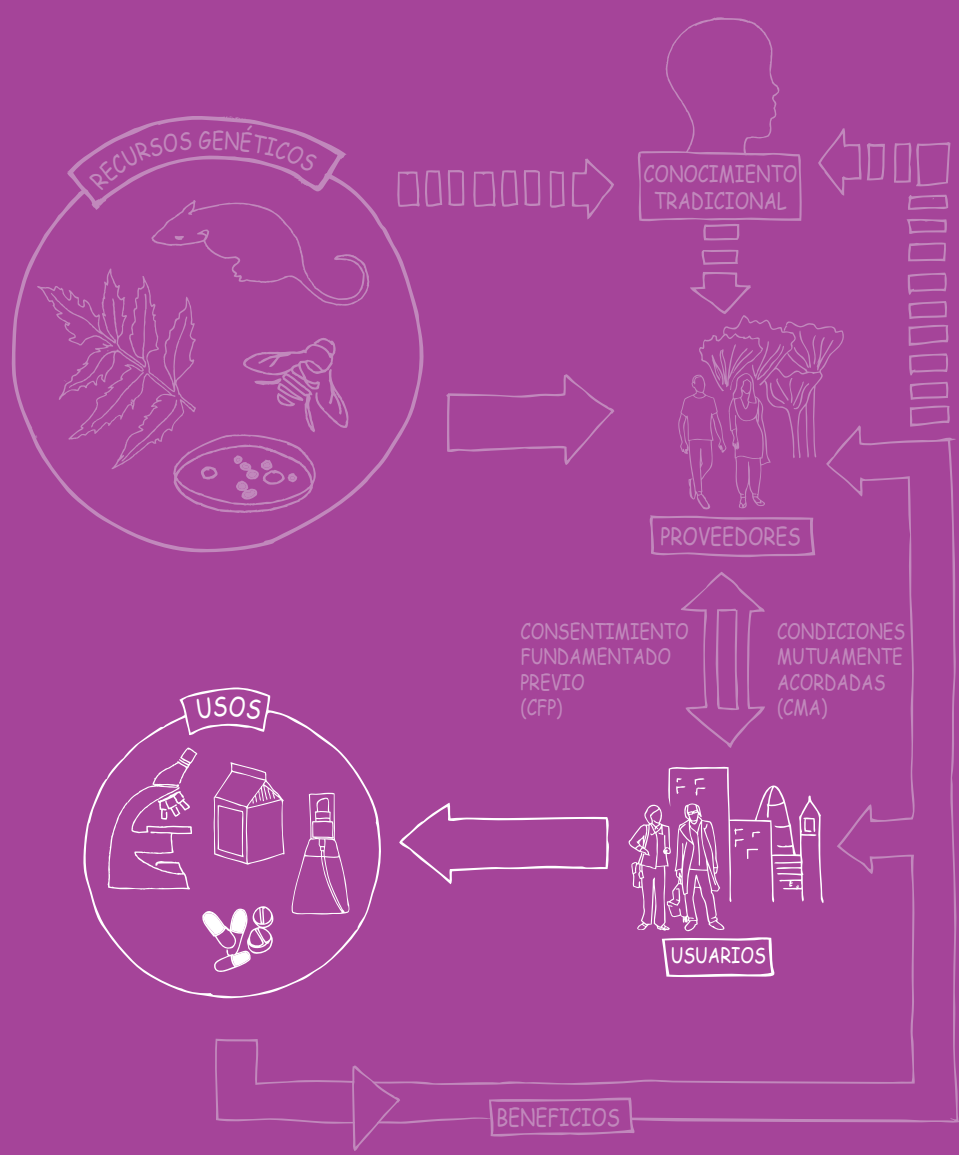 RECURSOS GENÉTICOS
CONOCIMIENTO
TRADICIONAL
PROVEEDORES
CONSENTIMIENTO
FUNDAMENTADO
PREVIO
(CFP)
CONDICIONES
MUTUAMENTE
ACORDADAS
(CMA)
USOS
USUARIOS
BENEFICIOS